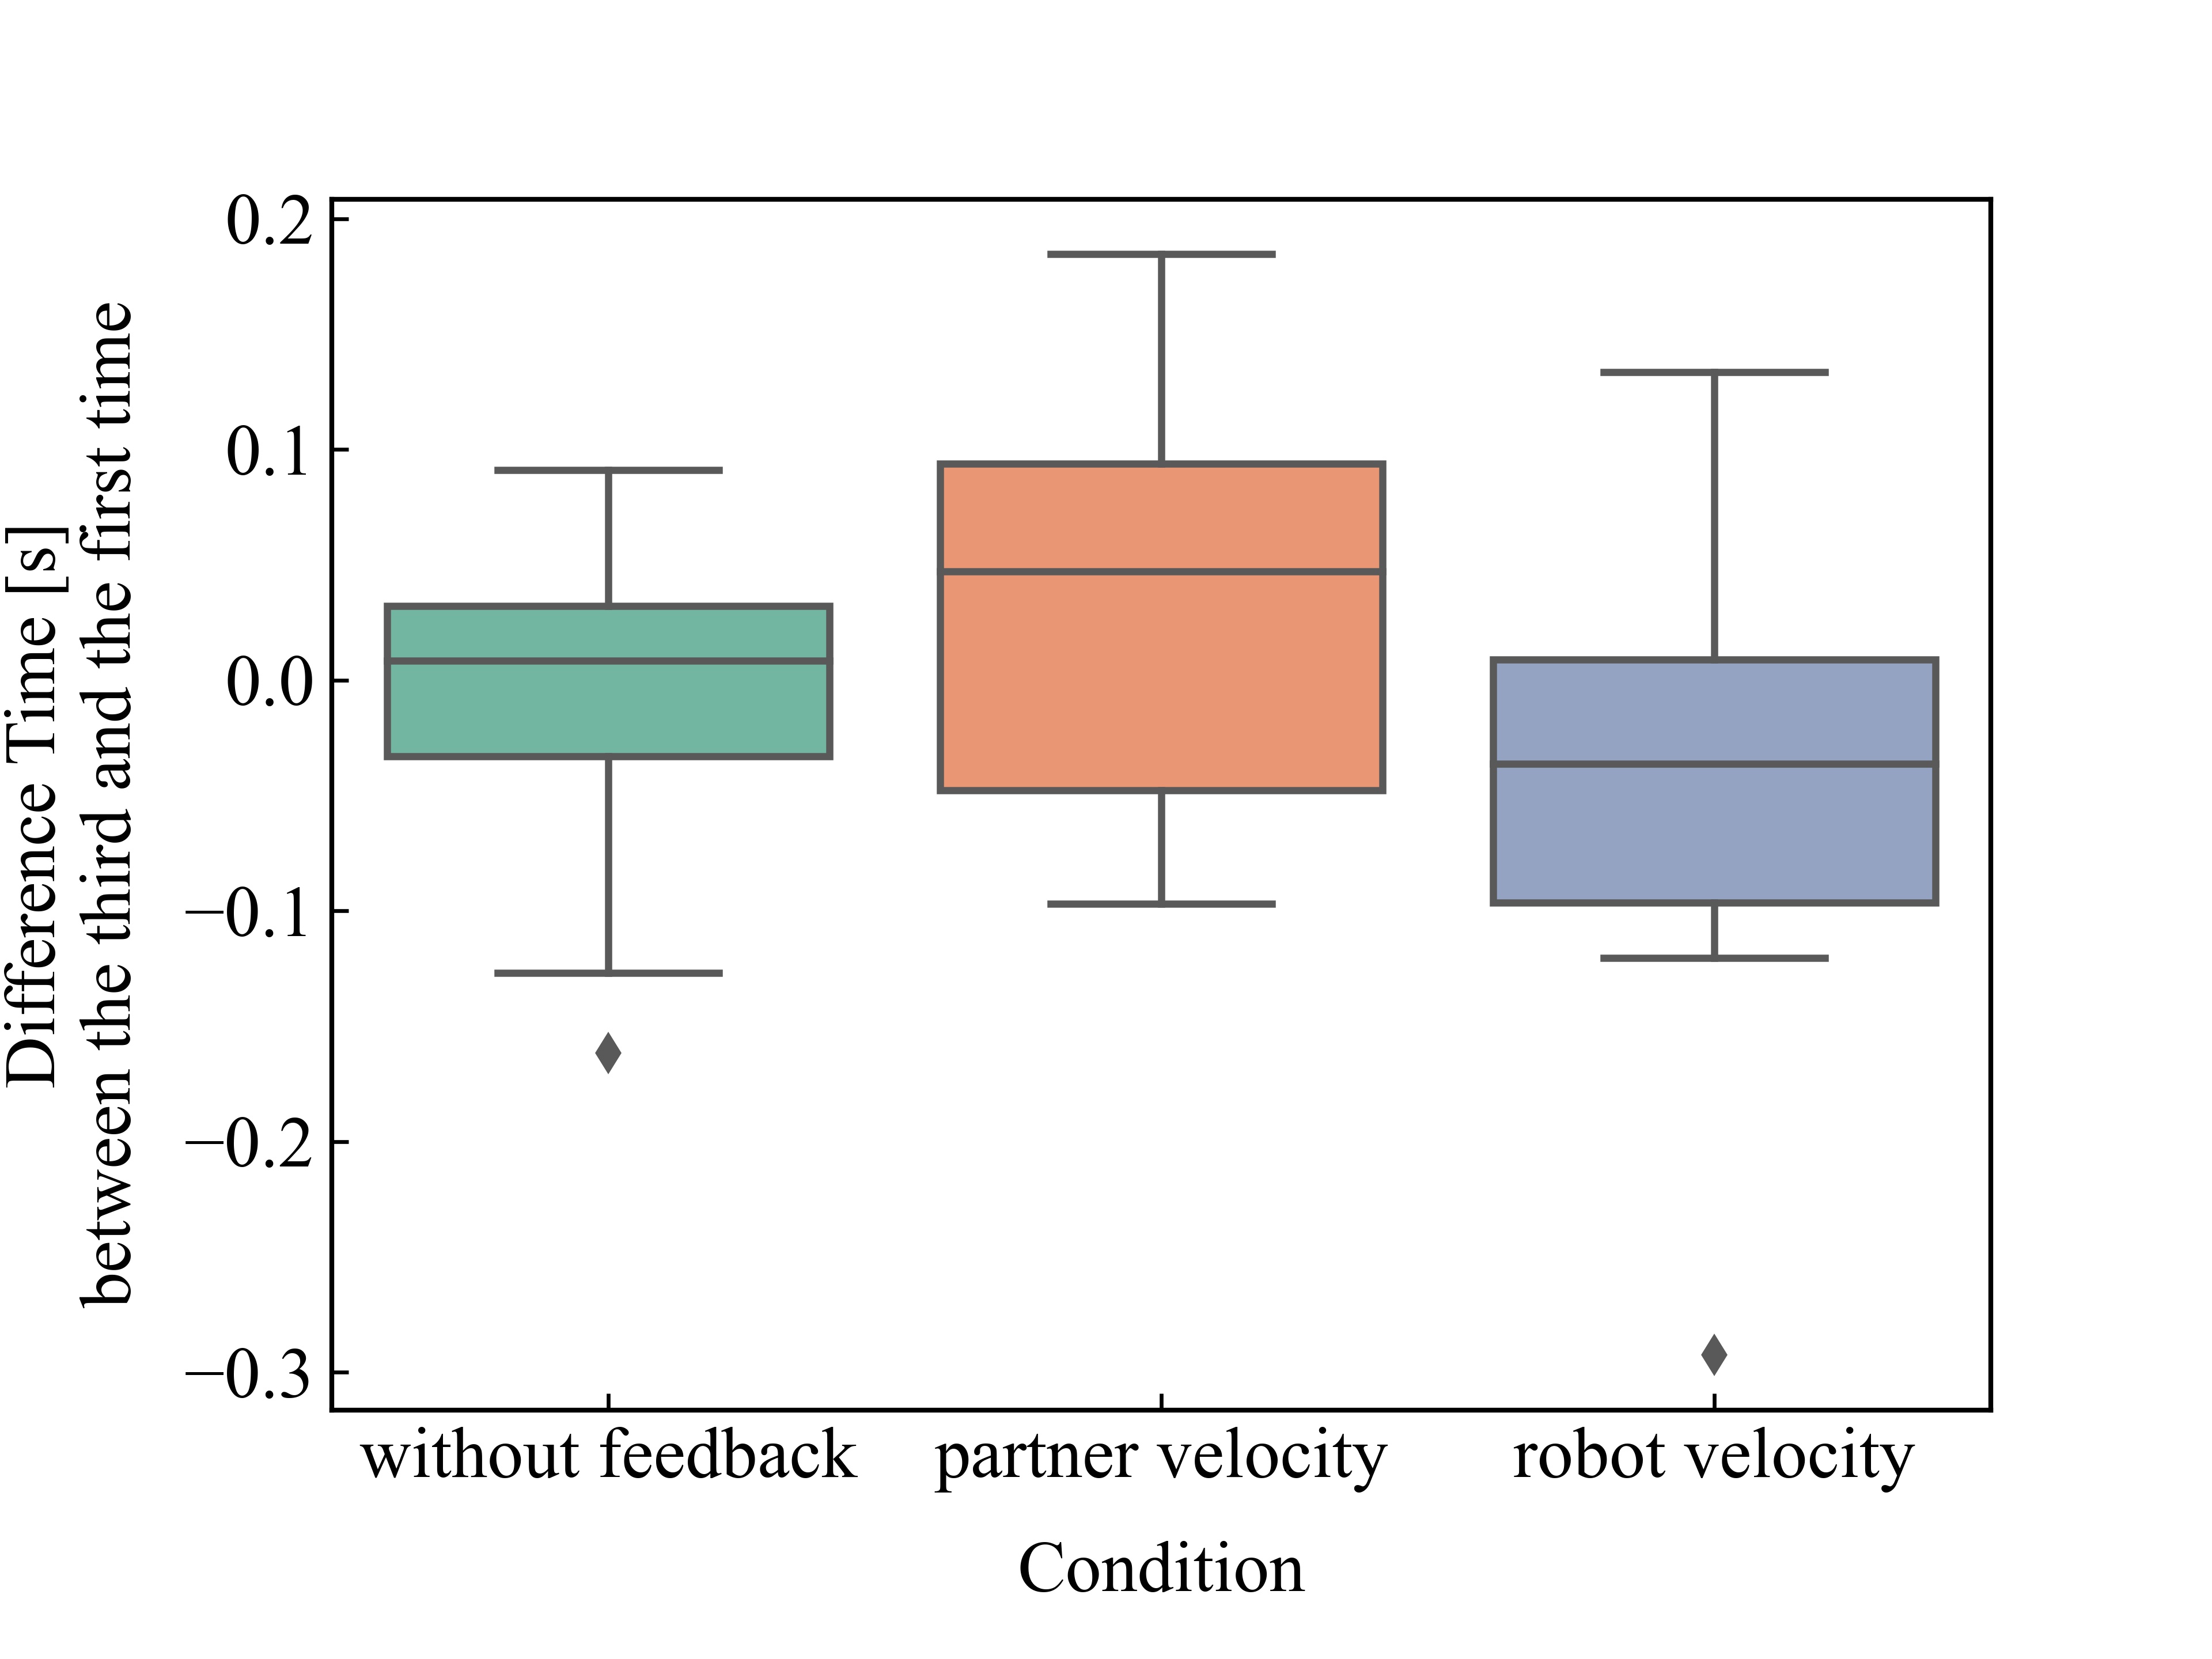 Difference Time [s]
between the third and the first time
0.2
0.1
0.0
−0.1
−0.2
−0.3
without feedback
partner velocity
robot velocity
Condition